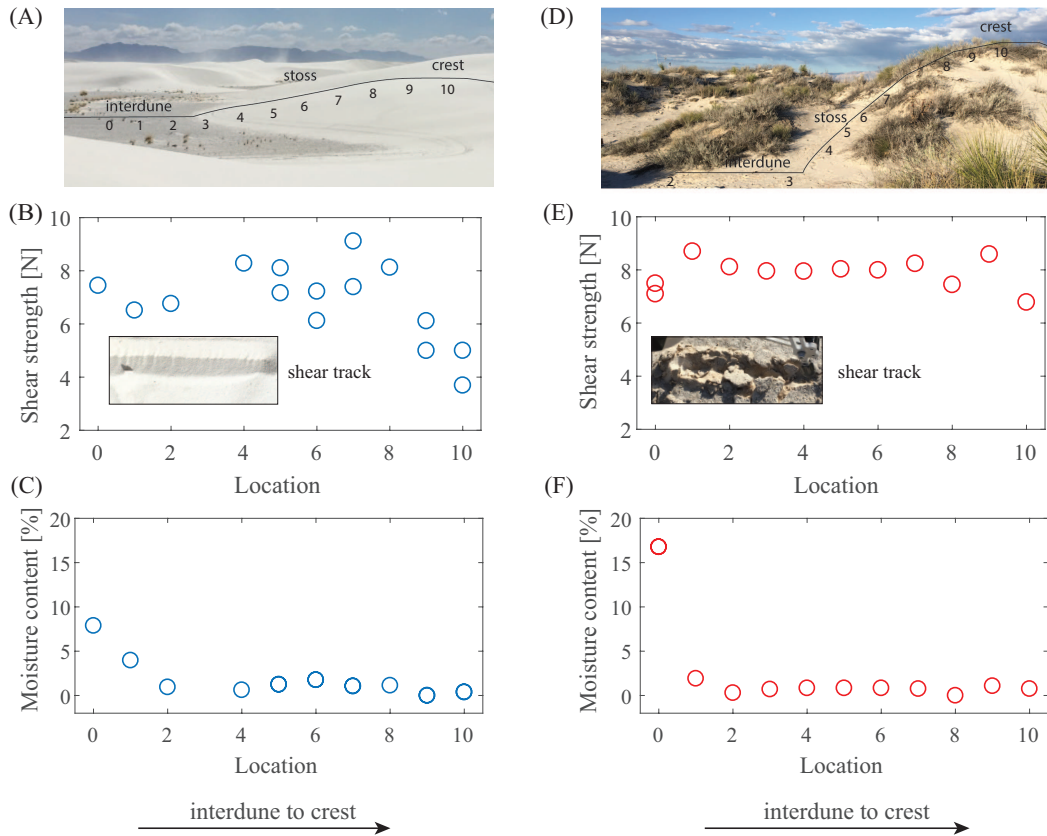 (A)
crest
stoss
interdune
0 1 2 3 4 5 6 7 8 9 10
(B)
Shear strength [N]
10
8
6
4
2
shear track
0 2 4 6 8 10
Location
(C)
Moisture content [%]
20
15
10
5
0
0 2 4 6 8 10
Location
interdune to crest
(D)
crest
stoss
interdune
2 3 4 5 6 7 8 9 10
(E)
Shear strength [N]
10
8
6
4
2
shear track
0 2 4 6 8 10
Location
(F)
Moisture content [%]
20
15
10
5
0
0 2 4 6 8 10
Location
interdune to crest